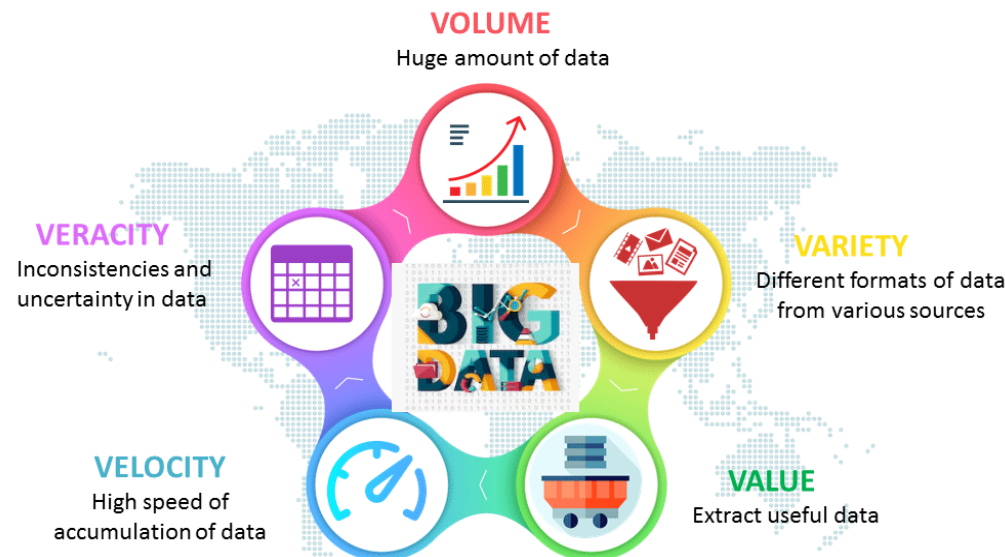 VOLUME
Huge amount of data
VERACITY
Inconsistencies and
uncertainty in data
VARIETY
Different formats of data
from various sources
BIG
DATA
VELOCITY
High speed of
accumulation of data
VALUE
Extract useful data